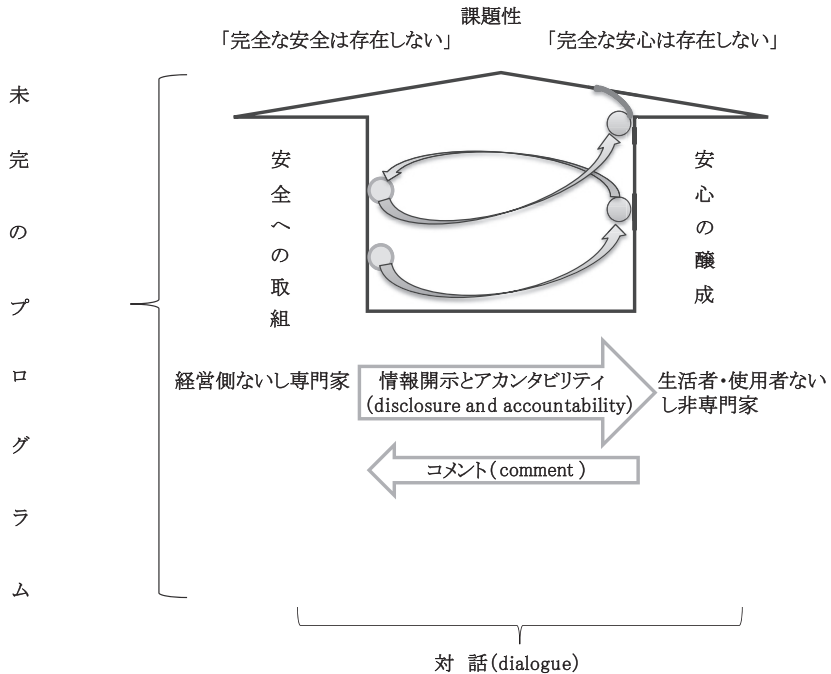 課題性
「完全な安全は存在しない」
「完全な安心は存在しない」
未完のプログラム
安全への取組
安心の醸成
経営側ないし専門家
情報開示とアカンタビリティ
(disclosure and accountability)
生活者・使用者ない
し非専門家
コメント(comment)
対 話(dialogue)